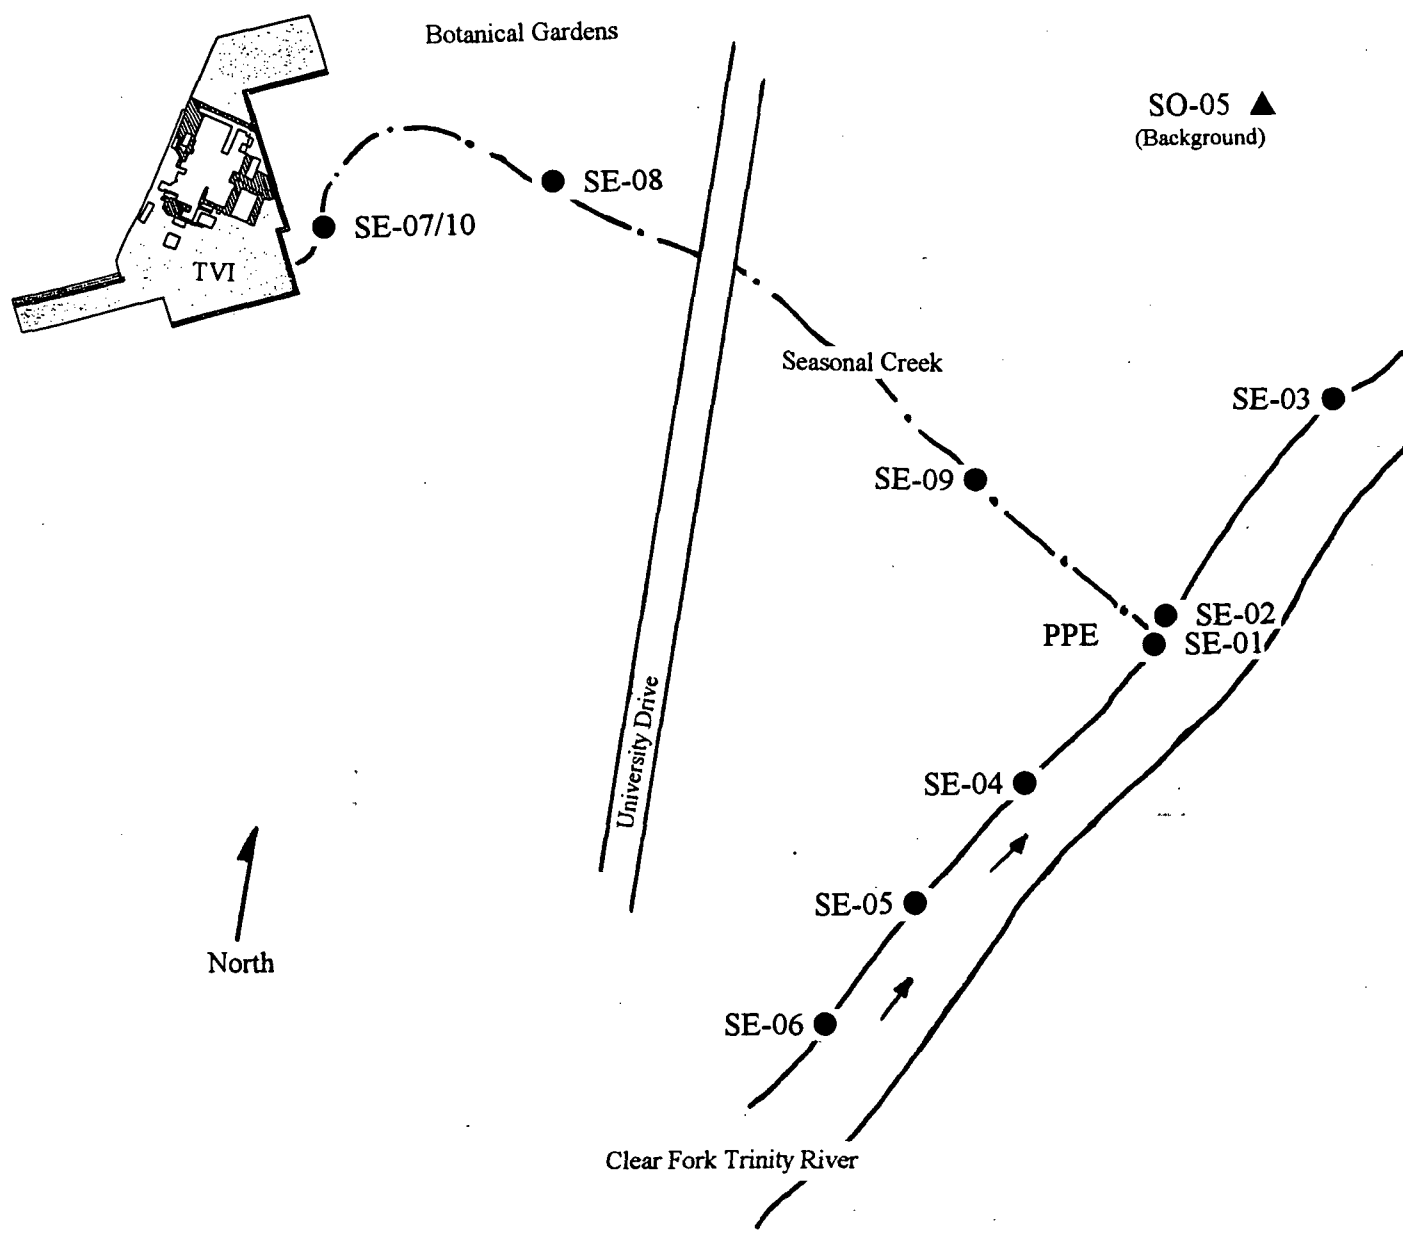 Botanical Gardens
SO-05
(Background)
SE-08
SE-07/10
TVI
Seasonal Creek
SE-03
SE-09
SE-02
PPE
SE-01
University Drive
SE-04
SE-05
North
SE-06
Clear Fork Trinity River